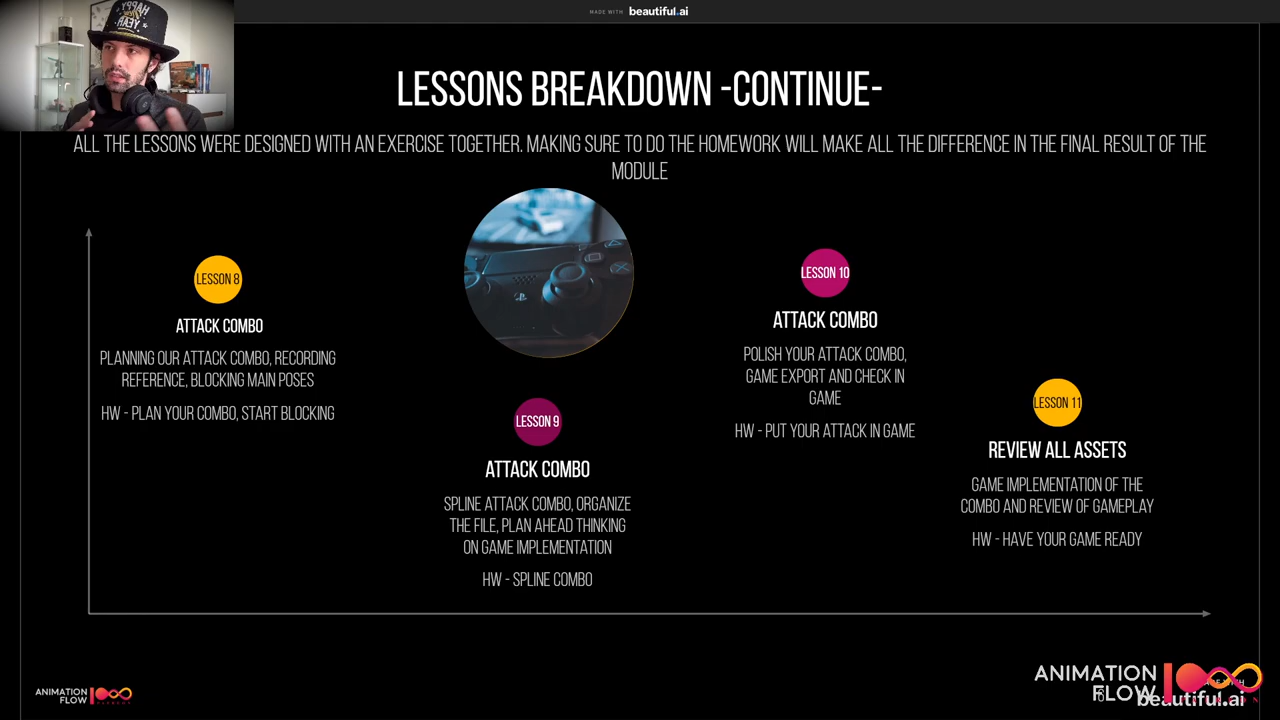 MADE WITH beautiful.ai
HAPPY
YEAR
LESSONS BREAKDOWN -CONTINUE-
ALL THE LESSONS WERE DESIGNED WITH AN EXERCISE TOGETHER. MAKING SURE TO DO THE HOMEWORK WILL MAKE ALL THE DIFFERENCE IN THE FINAL RESULT OF THE
MODULE
LESSON 8
ATTACK COMBO
PLANNING OUR ATTACK COMBO, RECORDING
REFERENCE, BLOCKING MAIN POSES
HW - PLAN YOUR COMBO, START BLOCKING
LESSON 9
ATTACK COMBO
SPLINE ATTACK COMBO, ORGANIZE
THE FILE, PLAN AHEAD THINKING
ON GAME IMPLEMENTATION
HW - SPLINE COMBO
LESSON 10
ATTACK COMBO
POLISH YOUR ATTACK COMBO,
GAME EXPORT AND CHECK IN
GAME
HW - PUT YOUR ATTACK IN GAME
LESSON 11
REVIEW ALL ASSETS
GAME IMPLEMENTATION OF THE
COMBO AND REVIEW OF GAMEPLAY
HW - HAVE YOUR GAME READY
ANIMATION
FLOW
ANIMATION
FLOW
beautiful.ai